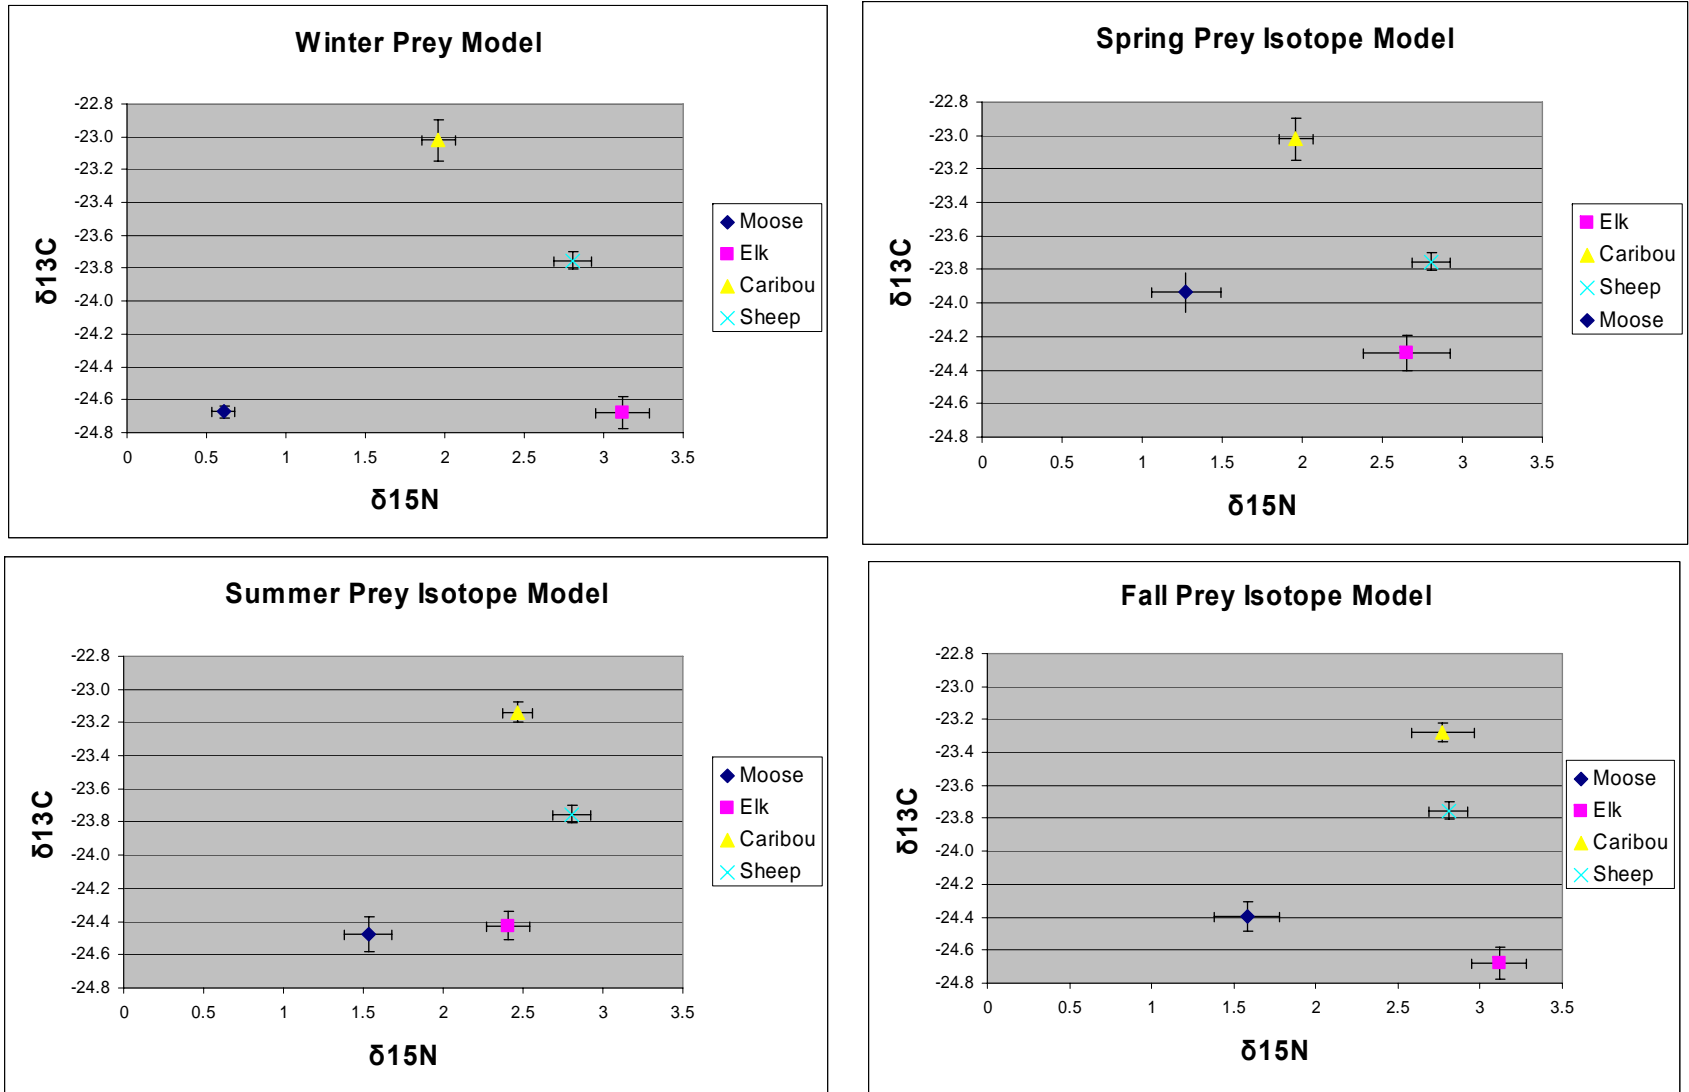 Winter Prey Model
-22.8
-23.0
-23.2
-23.4
-23.6
-23.8
-24.0
-24.2
-24.4
-24.6
-24.8
0 0.5 1 1.5 2 2.5 3 3.5
δ13C
δ15N
Moose
Elk
Caribou
Sheep
Spring Prey Isotope Model
-22.8
-23.0
-23.2
-23.4
-23.6
-23.8
-24.0
-24.2
-24.4
-24.6
-24.8
0 0.5 1 1.5 2 2.5 3 3.5
δ13C
δ15N
Elk
Caribou
Sheep
Moose
Summer Prey Isotope Model
-22.8
-23.0
-23.2
-23.4
-23.6
-23.8
-24.0
-24.2
-24.4
-24.6
-24.8
0 0.5 1 1.5 2 2.5 3 3.5
δ13C
δ15N
Moose
Elk
Caribou
Sheep
Fall Prey Isotope Model
-22.8
-23.0
-23.2
-23.4
-23.6
-23.8
-24.0
-24.2
-24.4
-24.6
-24.8
0 0.5 1 1.5 2 2.5 3 3.5
δ13C
δ15N
Moose
Elk
Caribou
Sheep